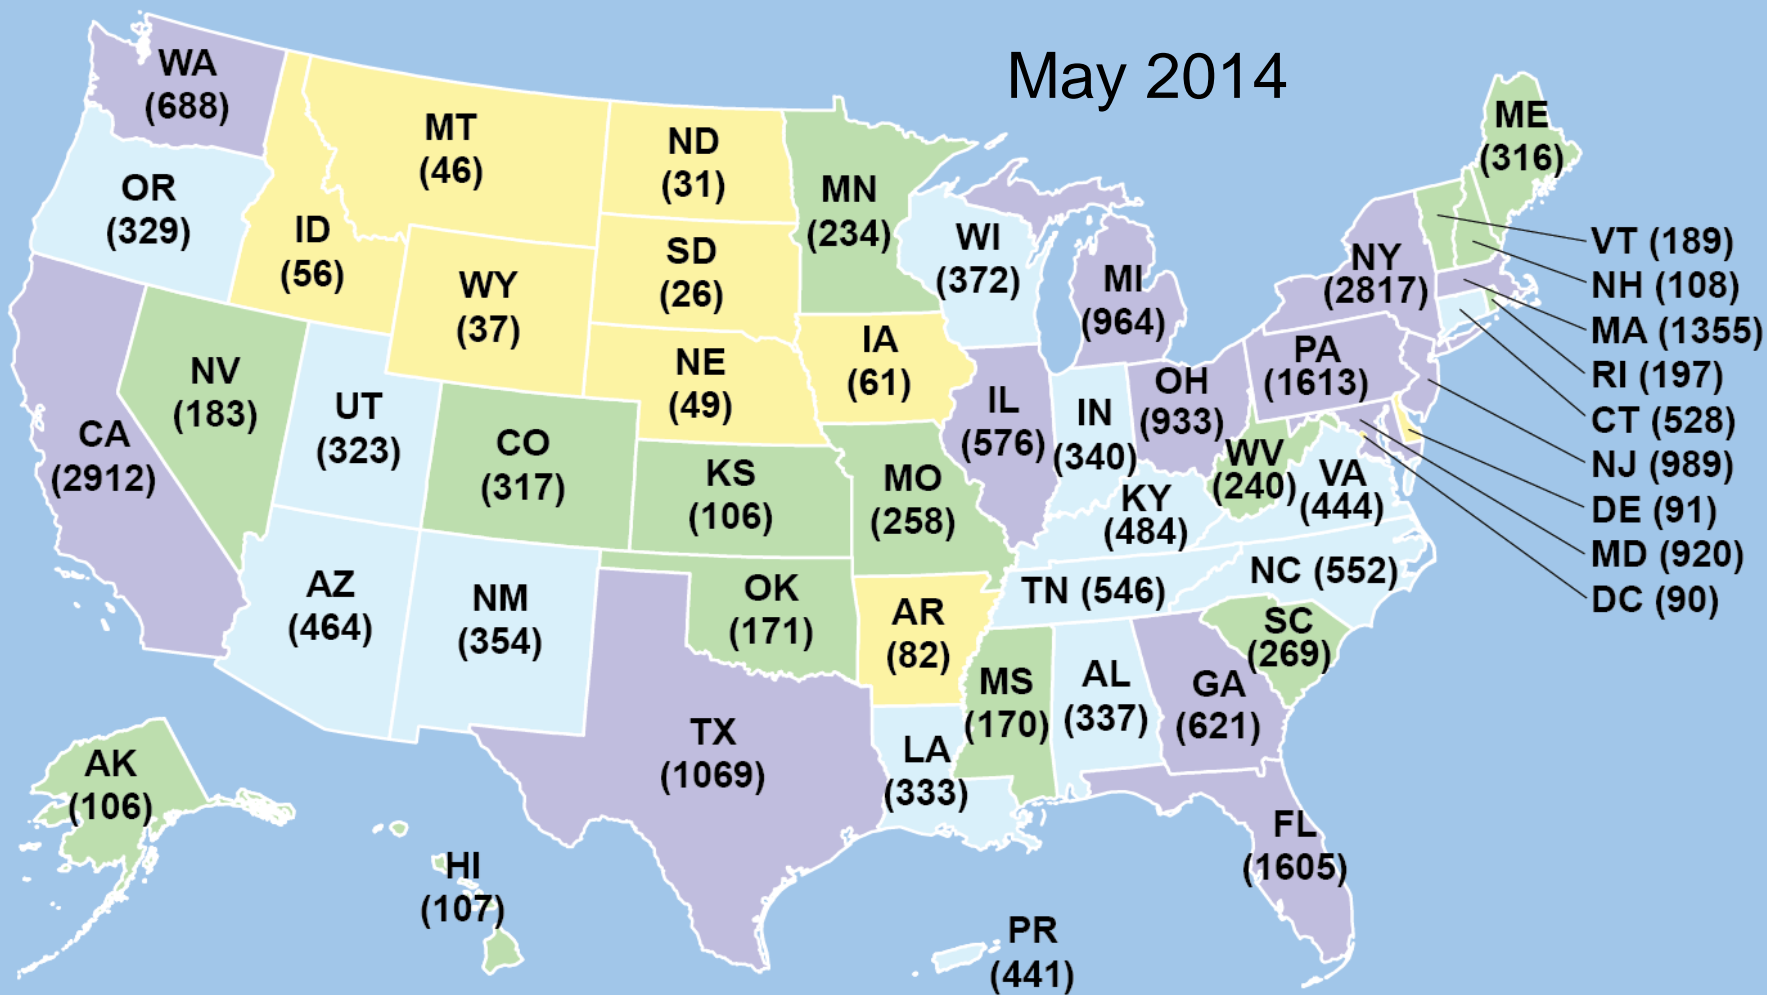 May 2014
WA
(688)
OR
(329)
CA
(2912)
NV
(183)
ID
(56)
MT
(46)
WY
(37)
UT
(323)
CO
(317)
AZ
(464)
NM
(354)
ND
(31)
SD
(26)
NE
(49)
KS
(106)
OK
(171)
TX
(1069)
MN
(234)
IA
(61)
MO
(258)
AR
(82)
LA
(333)
WI
(372)
IL
(576)
MI
(964)
IN
(340)
OH
(933)
KY
(484)
TN (546)
MS
(170)
AL
(337)
GA
(621)
FL
(1605)
SC
(269)
NC (552)
VA
(444)
WV
(240)
PA
(1613)
NY
(2817)
ME
(316)
VT (189)
NH (108)
MA (1355)
RI (197)
CT (528)
NJ (989)
DE (91)
MD (920)
DC (90)
AK
(106)
HI
(107)
PR
(441)